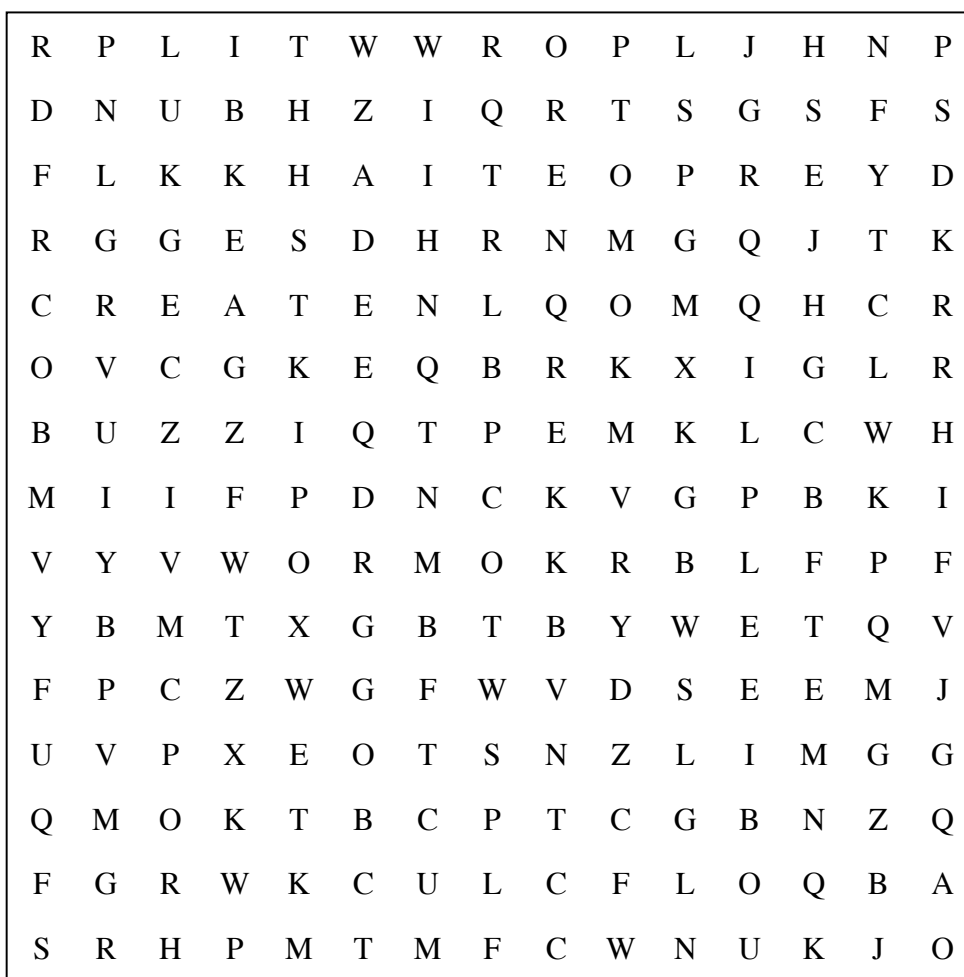 R P L I T W W R O P L J H N P
D N U B H Z I Q R T S G S F S
F L K K H A I T E O P R E Y D
R G G E S D H R N M G Q J T K
C R E A T E N L Q O M Q H C R
O V C G K E Q B R K X I G L R
B U Z Z I Q T P E M K L C W H
M I I F P D N C K V G P B K I
V Y V W O R M O K R B L F P F
Y B M T X G B T B Y W E T Q V
F P C Z W G F W V D S E E M J
U V P X E O T S N Z L I M G G
Q M O K T B C P T C G B N Z Q
F G R W K C U L C F L O Q B A
S R H P M T M F C W N U K J O